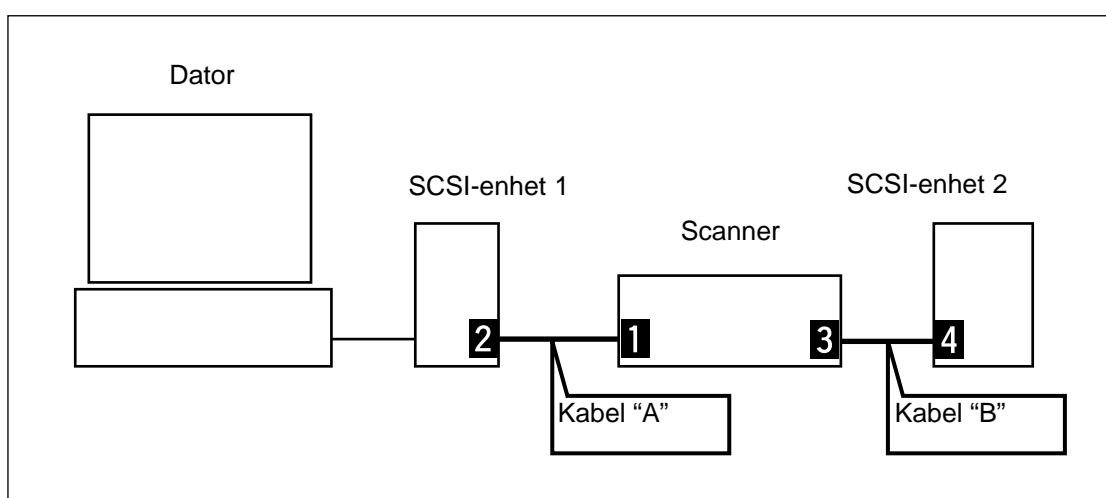 Dator
SCSI-enhet 1
SCSI-enhet 2
Scanner
2
1
3
4
Kabel “A”
Kabel “B”